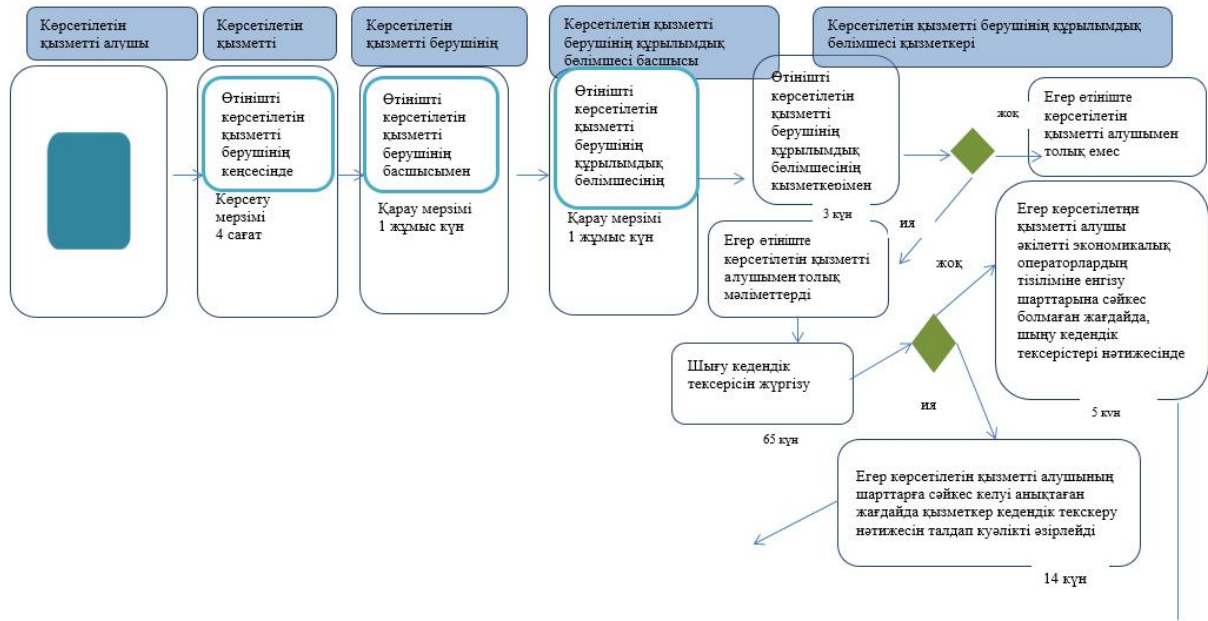 Көрсетілетін
қызметті алушы
Көрсетілетін
қызметті
Көрсетілетін
қызметті берушінің
Көрсетілетін қызметті
берушінің құрылымдық
бөлімшесі басшысы
Көрсетілетін қызметті берушінің құрылымдық
бөлімшесі қызметкері
Өтінішті
көрсетілетін
қызметті
берушінің
кеңсесінде
Көрсету
мерзімі
4 сағат
Өтінішті
көрсетілетін
қызметті
берушінің
басшысымен
Қарау мерзімі
1 жұмыс күн
Өтінішті
көрсетілетін
қызметті
берушінің
құрылымдық
бөлімшесінің
Қарау мерзімі
1 жұмыс күн
Өтінішті
көрсетілетін
қызметті
берушінің
құрылымдық
бөлімшесінің
қызметкерімен
3 күн
жоқ
Егер өтініште
көрсетілетін
қызметті алушымен
толық емес
ия
Егер өтініште
көрсетілетін қызметті
алушымен толық
мәліметтерді
жоқ
Егер көрсетілетңн
қызметті алушы
әкілетті экономикалық
операторлардың
тізіліміне енгізу
шарттарына сәйкес
болмаған жағдайда,
шыңу кедендік
тексерістері нәтижесінде
5 күн
Шығу кедендік
тексерісін жүргізу
65 күн
ия
Егер көрсетілетін қызметті алушының
шарттарға сәйкес келуі анықтаған
жағдайда қызметкер кедендік текскеру
нәтижесін талдап куәлікті әзірлейді
14 күн